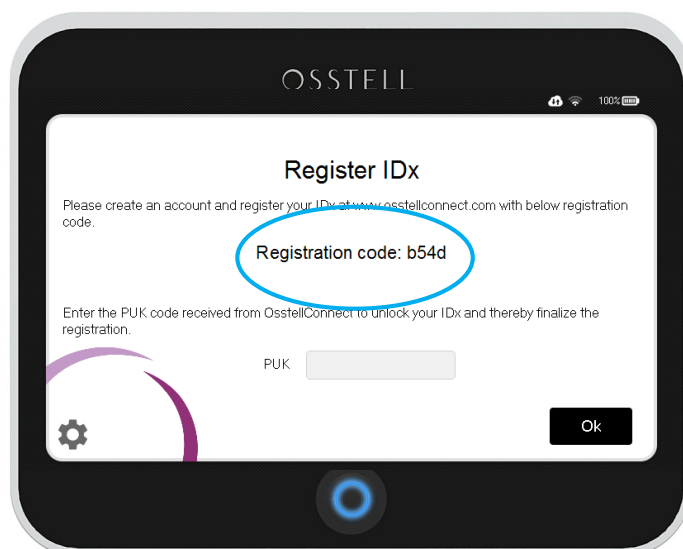 OSSTELL
100%
Register IDx
Please create an account and register your IDx at www.osstellconnect.com with below registration
code.
Registration code: b54d
Enter the PUK code received from OsstellConnect to unlock your IDx and thereby finalize the
registration.
PUK
Ok